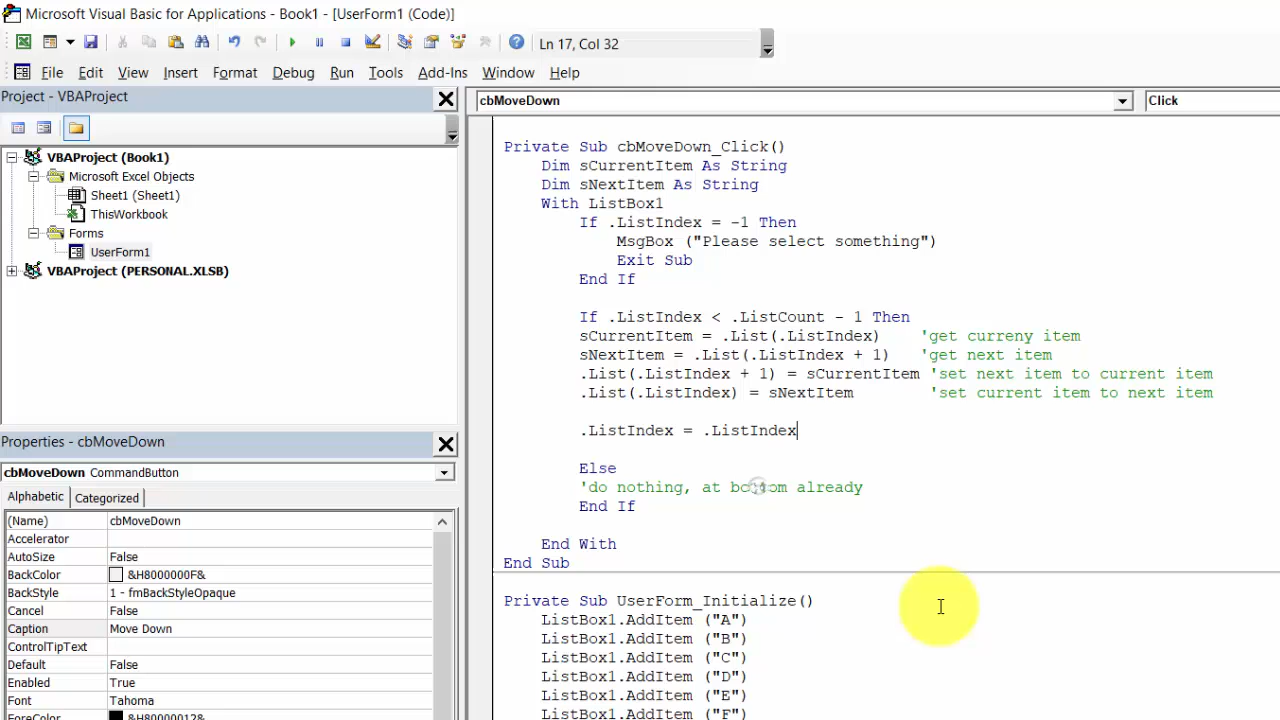 Microsoft Visual Basic for Applications - Book1 - [UserForm1 (Code)]
Ln 17, Col 32
File Edit View Insert Format Debug Run Tools Add-Ins Window Help
Project - VBAProject
VBAProject (Book1)
Microsoft Excel Objects
Sheet1 (Sheet1)
ThisWorkbook
Forms
UserForm1
VBAProject (PERSONAL.XLSB)
Properties - cbMoveDown
cbMoveDown CommandButton
Alphabetic Categorized
(Name) cbMoveDown
Accelerator
AutoSize False
BackColor &H8000000F&
BackStyle 1 - fmBackStyleOpaque
Cancel False
Caption Move Down
ControlTipText
Default False
Enabled True
Font Tahoma
ForeColor &H80000012&
cbMoveDown Click
Private Sub cbMoveDown_Click()
Dim sCurrentItem As String
Dim sNextItem As String
With ListBox1
If .ListIndex = -1 Then
MsgBox ("Please select something")
Exit Sub
End If
If .ListIndex < .ListCount - 1 Then
sCurrentItem = .List(.ListIndex) 'get curreny item
sNextItem = .List(.ListIndex + 1) 'get next item
.List(.ListIndex + 1) = sCurrentItem 'set next item to current item
.List(.ListIndex) = sNextItem 'set current item to next item
.ListIndex = .ListIndex
Else
'do nothing, at bottom already
End If
End With
End Sub
Private Sub UserForm_Initialize()
ListBox1.AddItem ("A")
ListBox1.AddItem ("B")
ListBox1.AddItem ("C")
ListBox1.AddItem ("D")
ListBox1.AddItem ("E")
ListBox1.AddItem ("F")